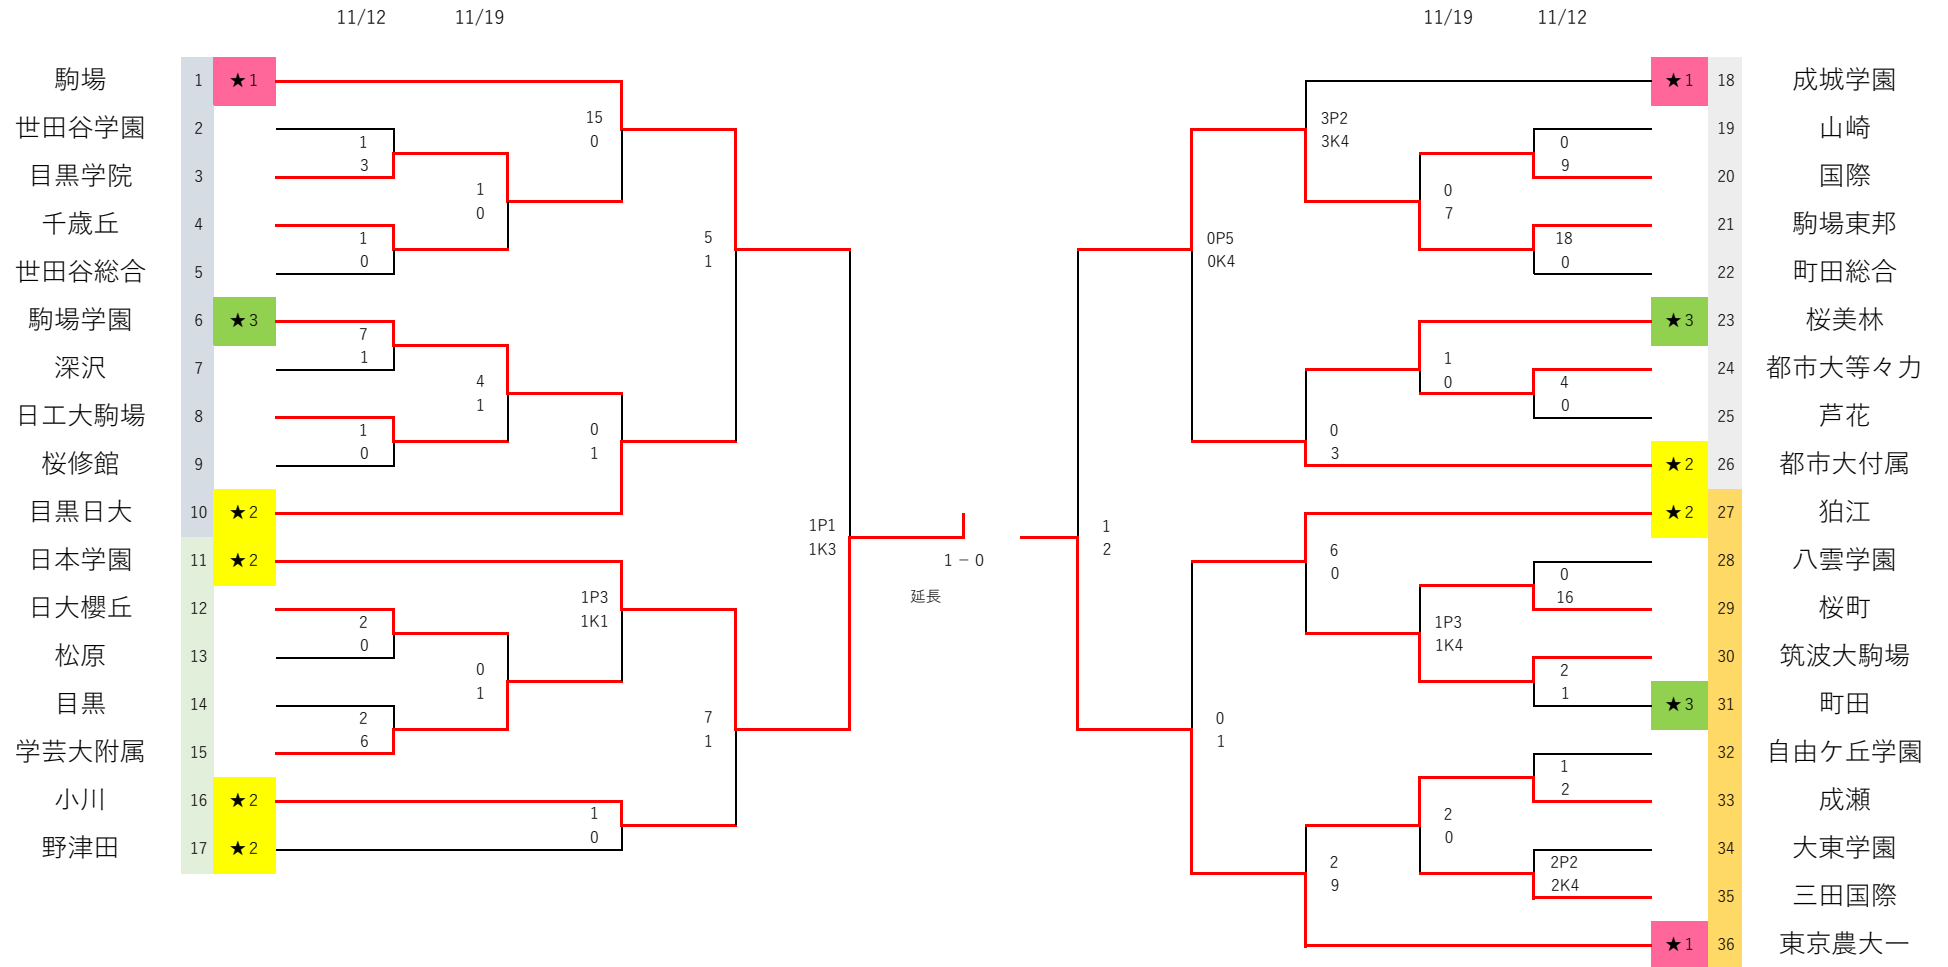 11/12 11/19 11/19 11/12
駒場 1 ★1 ★1 18 成城学園
15 3P2
世田谷学園 2 19 山崎
1 0 3K4 0
3 9
目黒学院 3 20 国際
1 0
0 7
千歳丘 4 21 駒場東邦
1 5 0P5 18
0 1 0K4 0
世田谷総合 5 22 町田総合
駒場学園 6 ★3 ★3 23 桜美林
7
1 1
深沢 7 24 都市大等々力
4 0 4
1 0
日工大駒場 8 25 芦花
1 0 0
0 1 3
桜修館 9 ★2 26 都市大付属
目黒日大 10 ★2 ★2 27 狛江
1P1 1
1K3 2 6
日本学園 11 ★2 1 － 0 28 八雲学園
0 0
延長 1P3 16
日大櫻丘 12 29 桜町
2 1K1 1P3
0 1K4
松原 13 30 筑波大駒場
0 2
1 1
目黒 14 ★3 31 町田
2 7 0
6 1 1
学芸大附属 15 32 自由ケ丘学園
1
2
小川 16 ★2 33 成瀬
1 2
0 0
野津田 17 ★2 34 大東学園
2 2P2
9 2K4
35 三田国際
★1 36 東京農大一